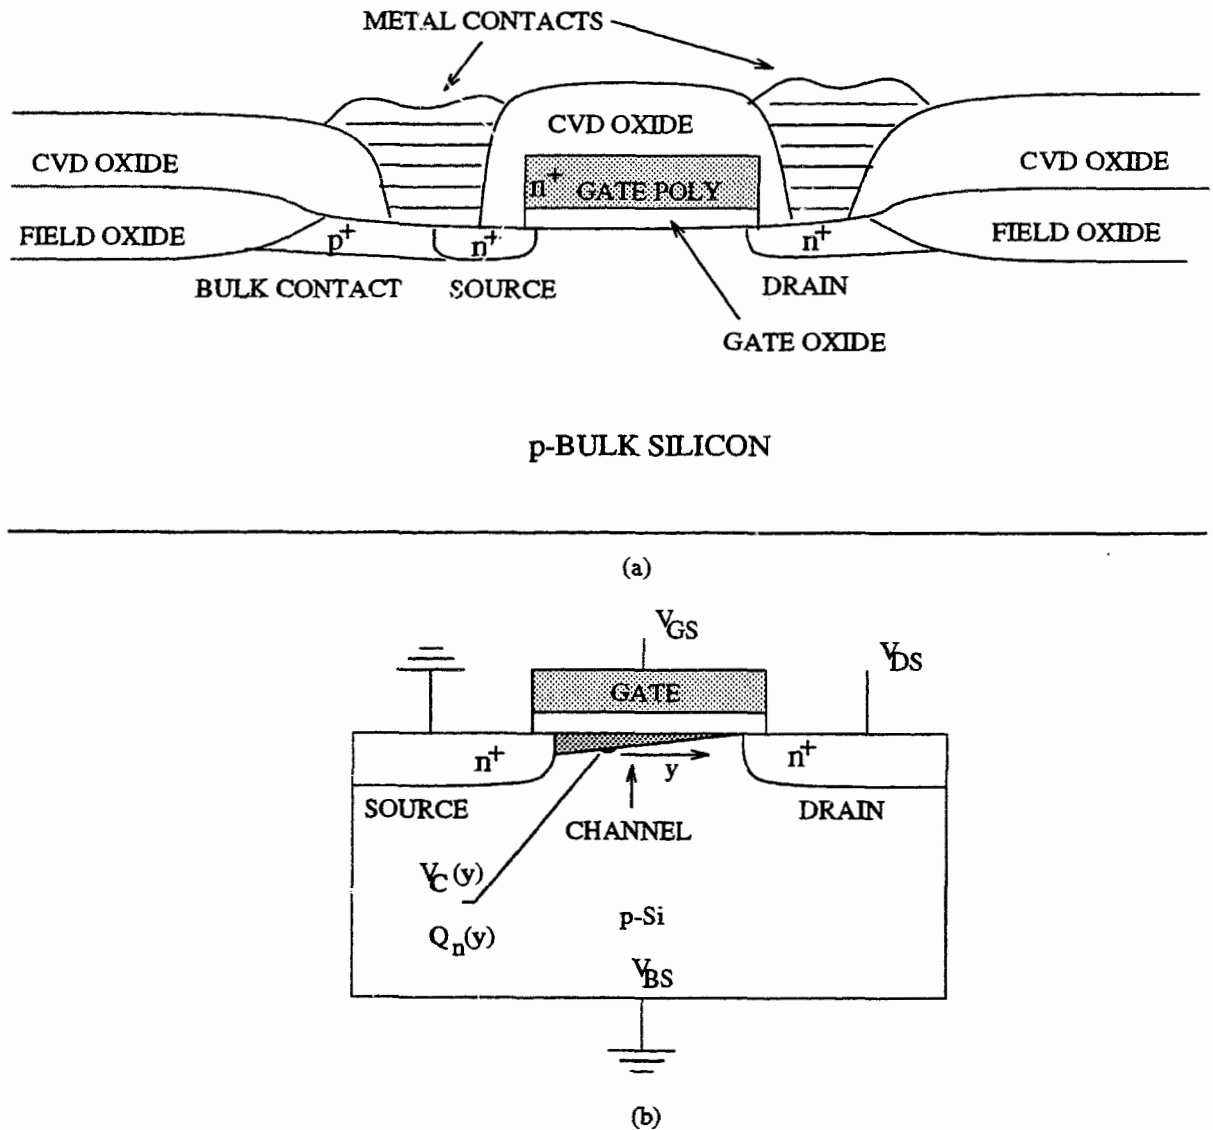 METAL CONTACTS
CVD OXIDE
CVD OXIDE
CVD OXIDE
n+
GATE POLY
FIELD OXIDE
p+
n+
n+
FIELD OXIDE
BULK CONTACT
SOURCE
DRAIN
GATE OXIDE
p-BULK SILICON
(a)
VGS
VDS
GATE
n+
n+
y
SOURCE
DRAIN
CHANNEL
VC(y)
Qn(y)
p-Si
VBS
(b)